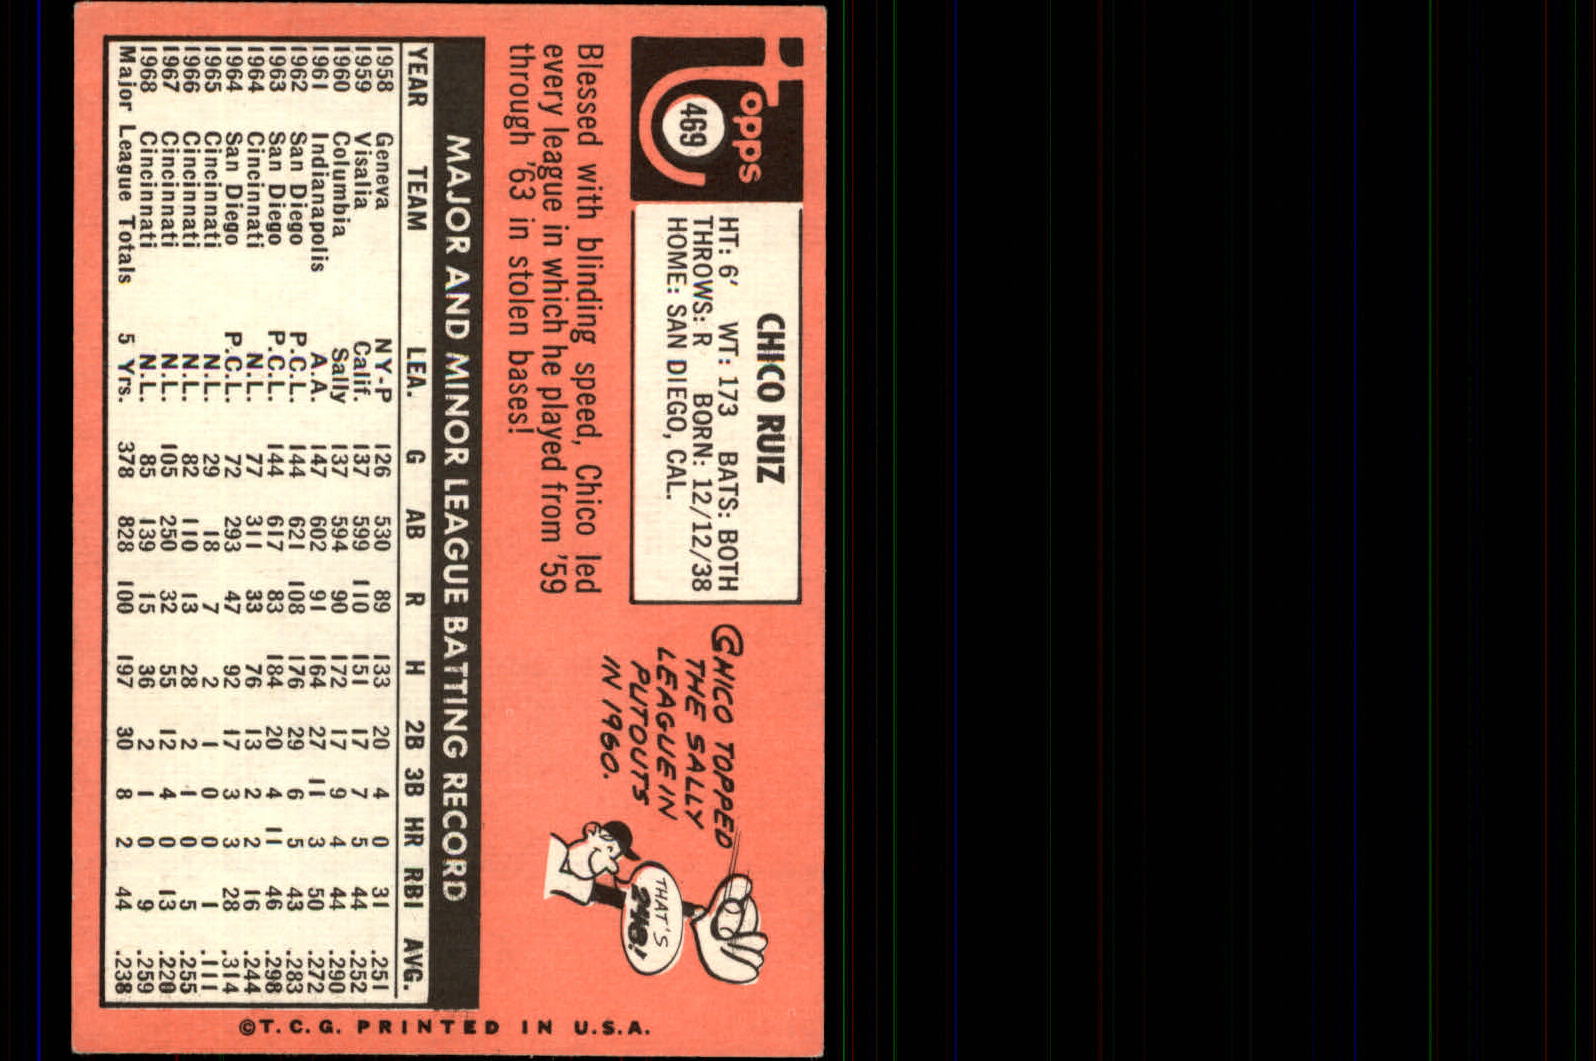 Topps
469
CHICO RUIZ
HT: 6' WT: 173 BATS: BOTH
THROWS: R BORN: 12/12/38
HOME: SAN DIEGO, CAL.
Blessed with blinding speed, Chico led
every league in which he played from '59
through '63 in stolen bases!
CHICO TOPPED
THE SALLY
LEAGUE IN
PUTOUTS
IN 1960.
THAT'S
248!
MAJOR AND MINOR LEAGUE BATTING RECORD
YEAR TEAM LEA. G AB R H 2B 3B HR RBI AVG.
1958 Geneva NY-P 126 530 89 133 20 4 0 31 .251
1959 Visalia Calif. 137 599 110 151 17 7 5 44 .252
1960 Columbia Sally 137 594 90 172 17 9 4 44 .290
1961 Indianapolis A.A. 147 602 91 164 27 11 3 50 .272
1962 San Diego P.C.L. 144 621 108 176 29 6 5 43 .283
1963 San Diego P.C.L. 144 617 83 184 20 4 11 46 .298
1964 Cincinnati N.L. 77 311 33 76 13 2 2 16 .244
1964 San Diego P.C.L. 72 293 47 92 17 3 3 28 .314
1965 Cincinnati N.L. 29 18 7 2 1 0 0 1 .111
1966 Cincinnati N.L. 82 110 13 28 2 1 0 5 .255
1967 Cincinnati N.L. 105 250 32 55 12 4 0 13 .220
1968 Cincinnati N.L. 85 139 15 36 2 1 0 9 .259
Major League Totals 5 Yrs. 378 828 100 197 30 8 2 44 .238
©T.C.G. PRINTED IN U.S.A.